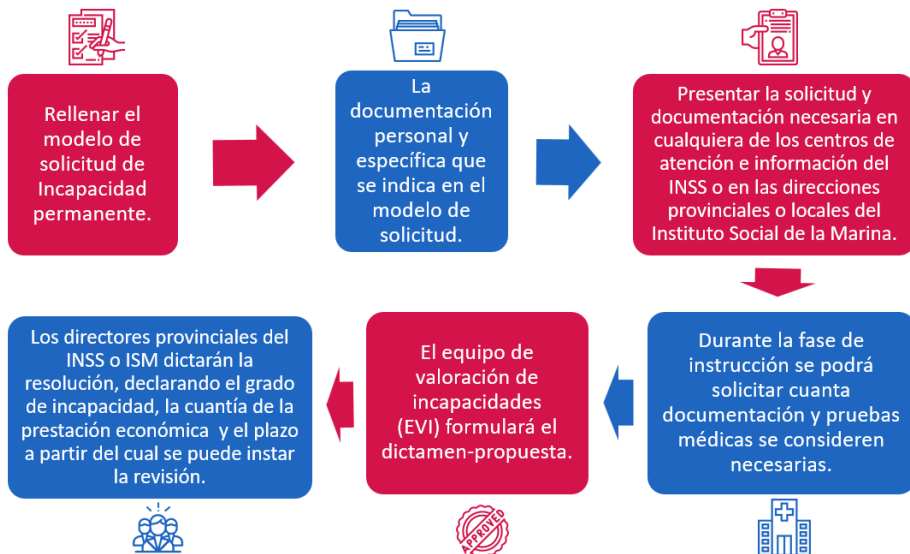 Rellenar el
modelo de
solicitud de
Incapacidad
permanente.
La
documentación
personal y
específica que
se indica en el
modelo de
solicitud.
Presentar la solicitud y
documentación necesaria en
cualquiera de los centros de
atención e información del
INSS o en las direcciones
provinciales o locales del
Instituto Social de la Marina.
Durante la fase de
instrucción se podrá
solicitar cuanta
documentación y pruebas
médicas se consideren
necesarias.
El equipo de
valoración de
incapacidades
(EVI) formulará el
dictamen-propuesta.
Los directores provinciales del
INSS o ISM dictarán la
resolución, declarando el grado
de incapacidad, la cuantía de la
prestación económica y el plazo
a partir del cual se puede instar
la revisión.
APPROVED